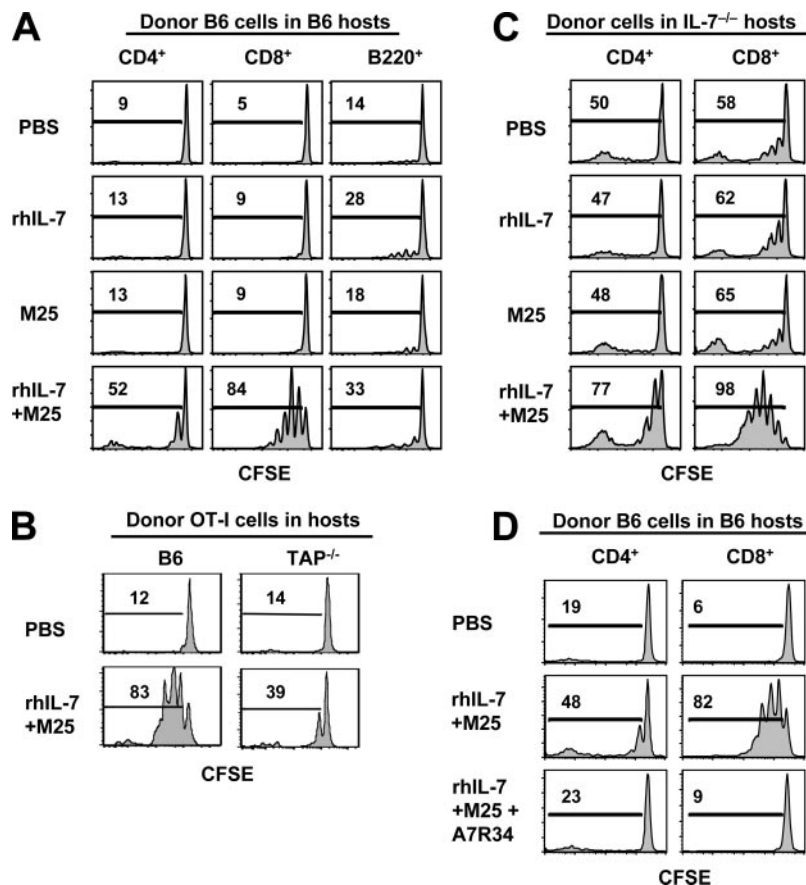 A
Donor B6 cells in B6 hosts
CD4+ CD8+ B220+
PBS
9 5 14
rhIL-7
13 9 28
M25
13 9 18
rhIL-7
+M25
52 84 33
CFSE
B
Donor OT-I cells in hosts
B6 TAP-/-
PBS
12 14
rhIL-7
+M25
83 39
CFSE
C
Donor cells in IL-7–/– hosts
CD4+ CD8+
PBS
50 58
rhIL-7
47 62
M25
48 65
rhIL-7
+M25
77 98
CFSE
D
Donor B6 cells in B6 hosts
CD4+ CD8+
PBS
19 6
rhIL-7
+M25
48 82
rhIL-7
+M25 +
A7R34
23 9
CFSE